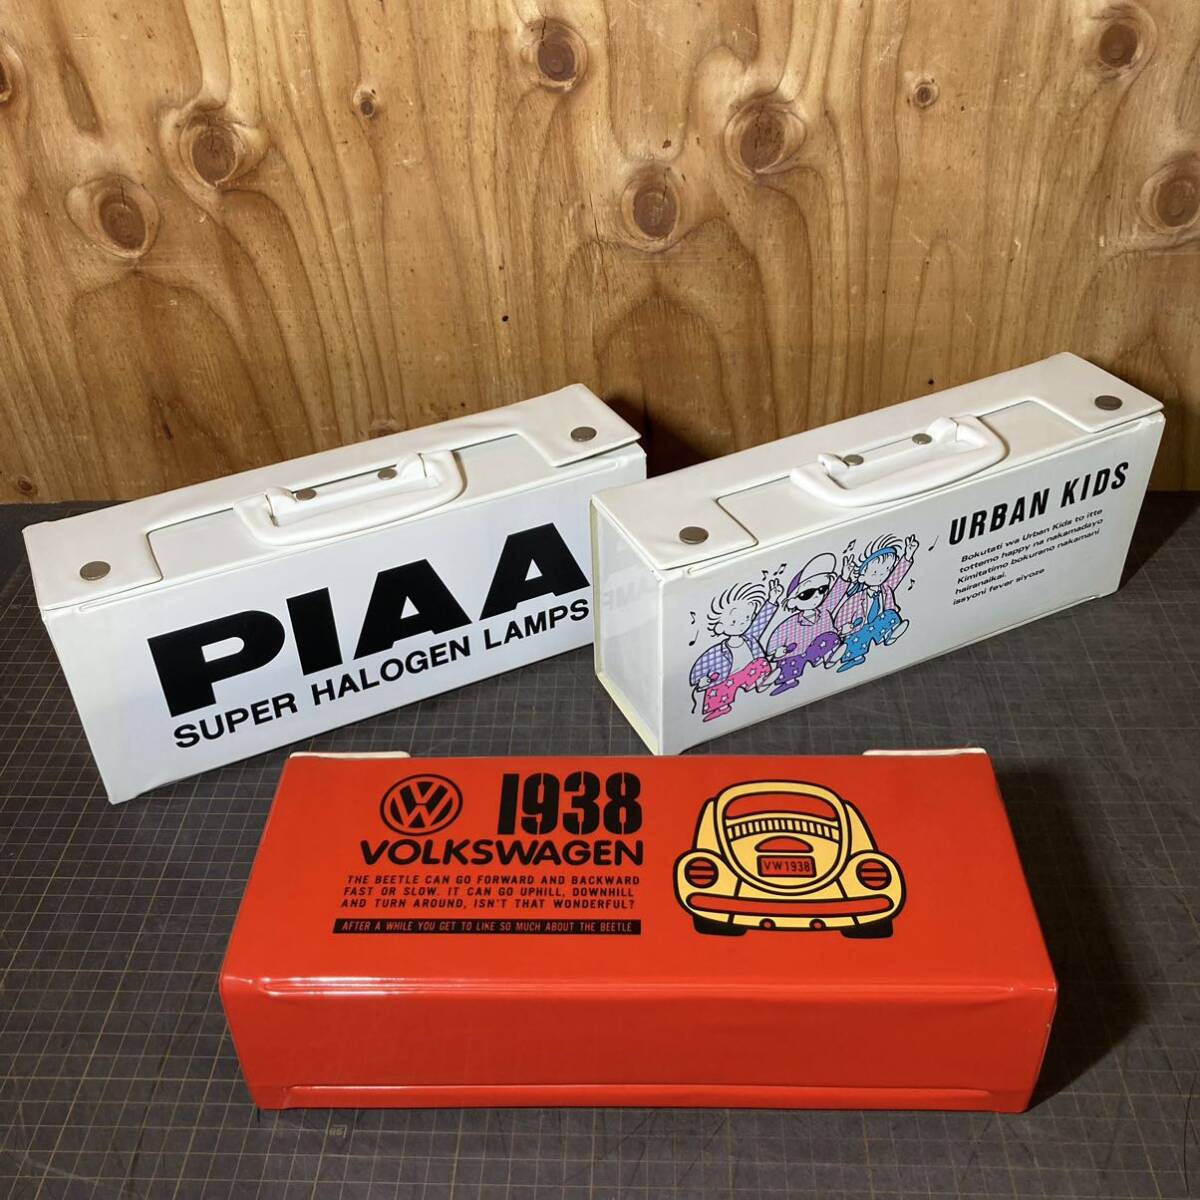 PIAA
SUPER HALOGEN LAMPS
URBAN KIDS
Bokutati wa Urban Kids to itte
tottemo happy na nakamadayo
Kimitatimo bokurano nakamani
hairanaikai.
issyoni fever siyoze
VW
1938
VOLKSWAGEN
THE BEETLE CAN GO FORWARD AND BACKWARD
FAST OR SLOW. IT CAN GO UPHILL, DOWNHILL
AND TURN AROUND, ISN'T THAT WONDERFUL?
AFTER A WHILE YOU GET TO LIKE SO MUCH ABOUT THE BEETLE
VW1938